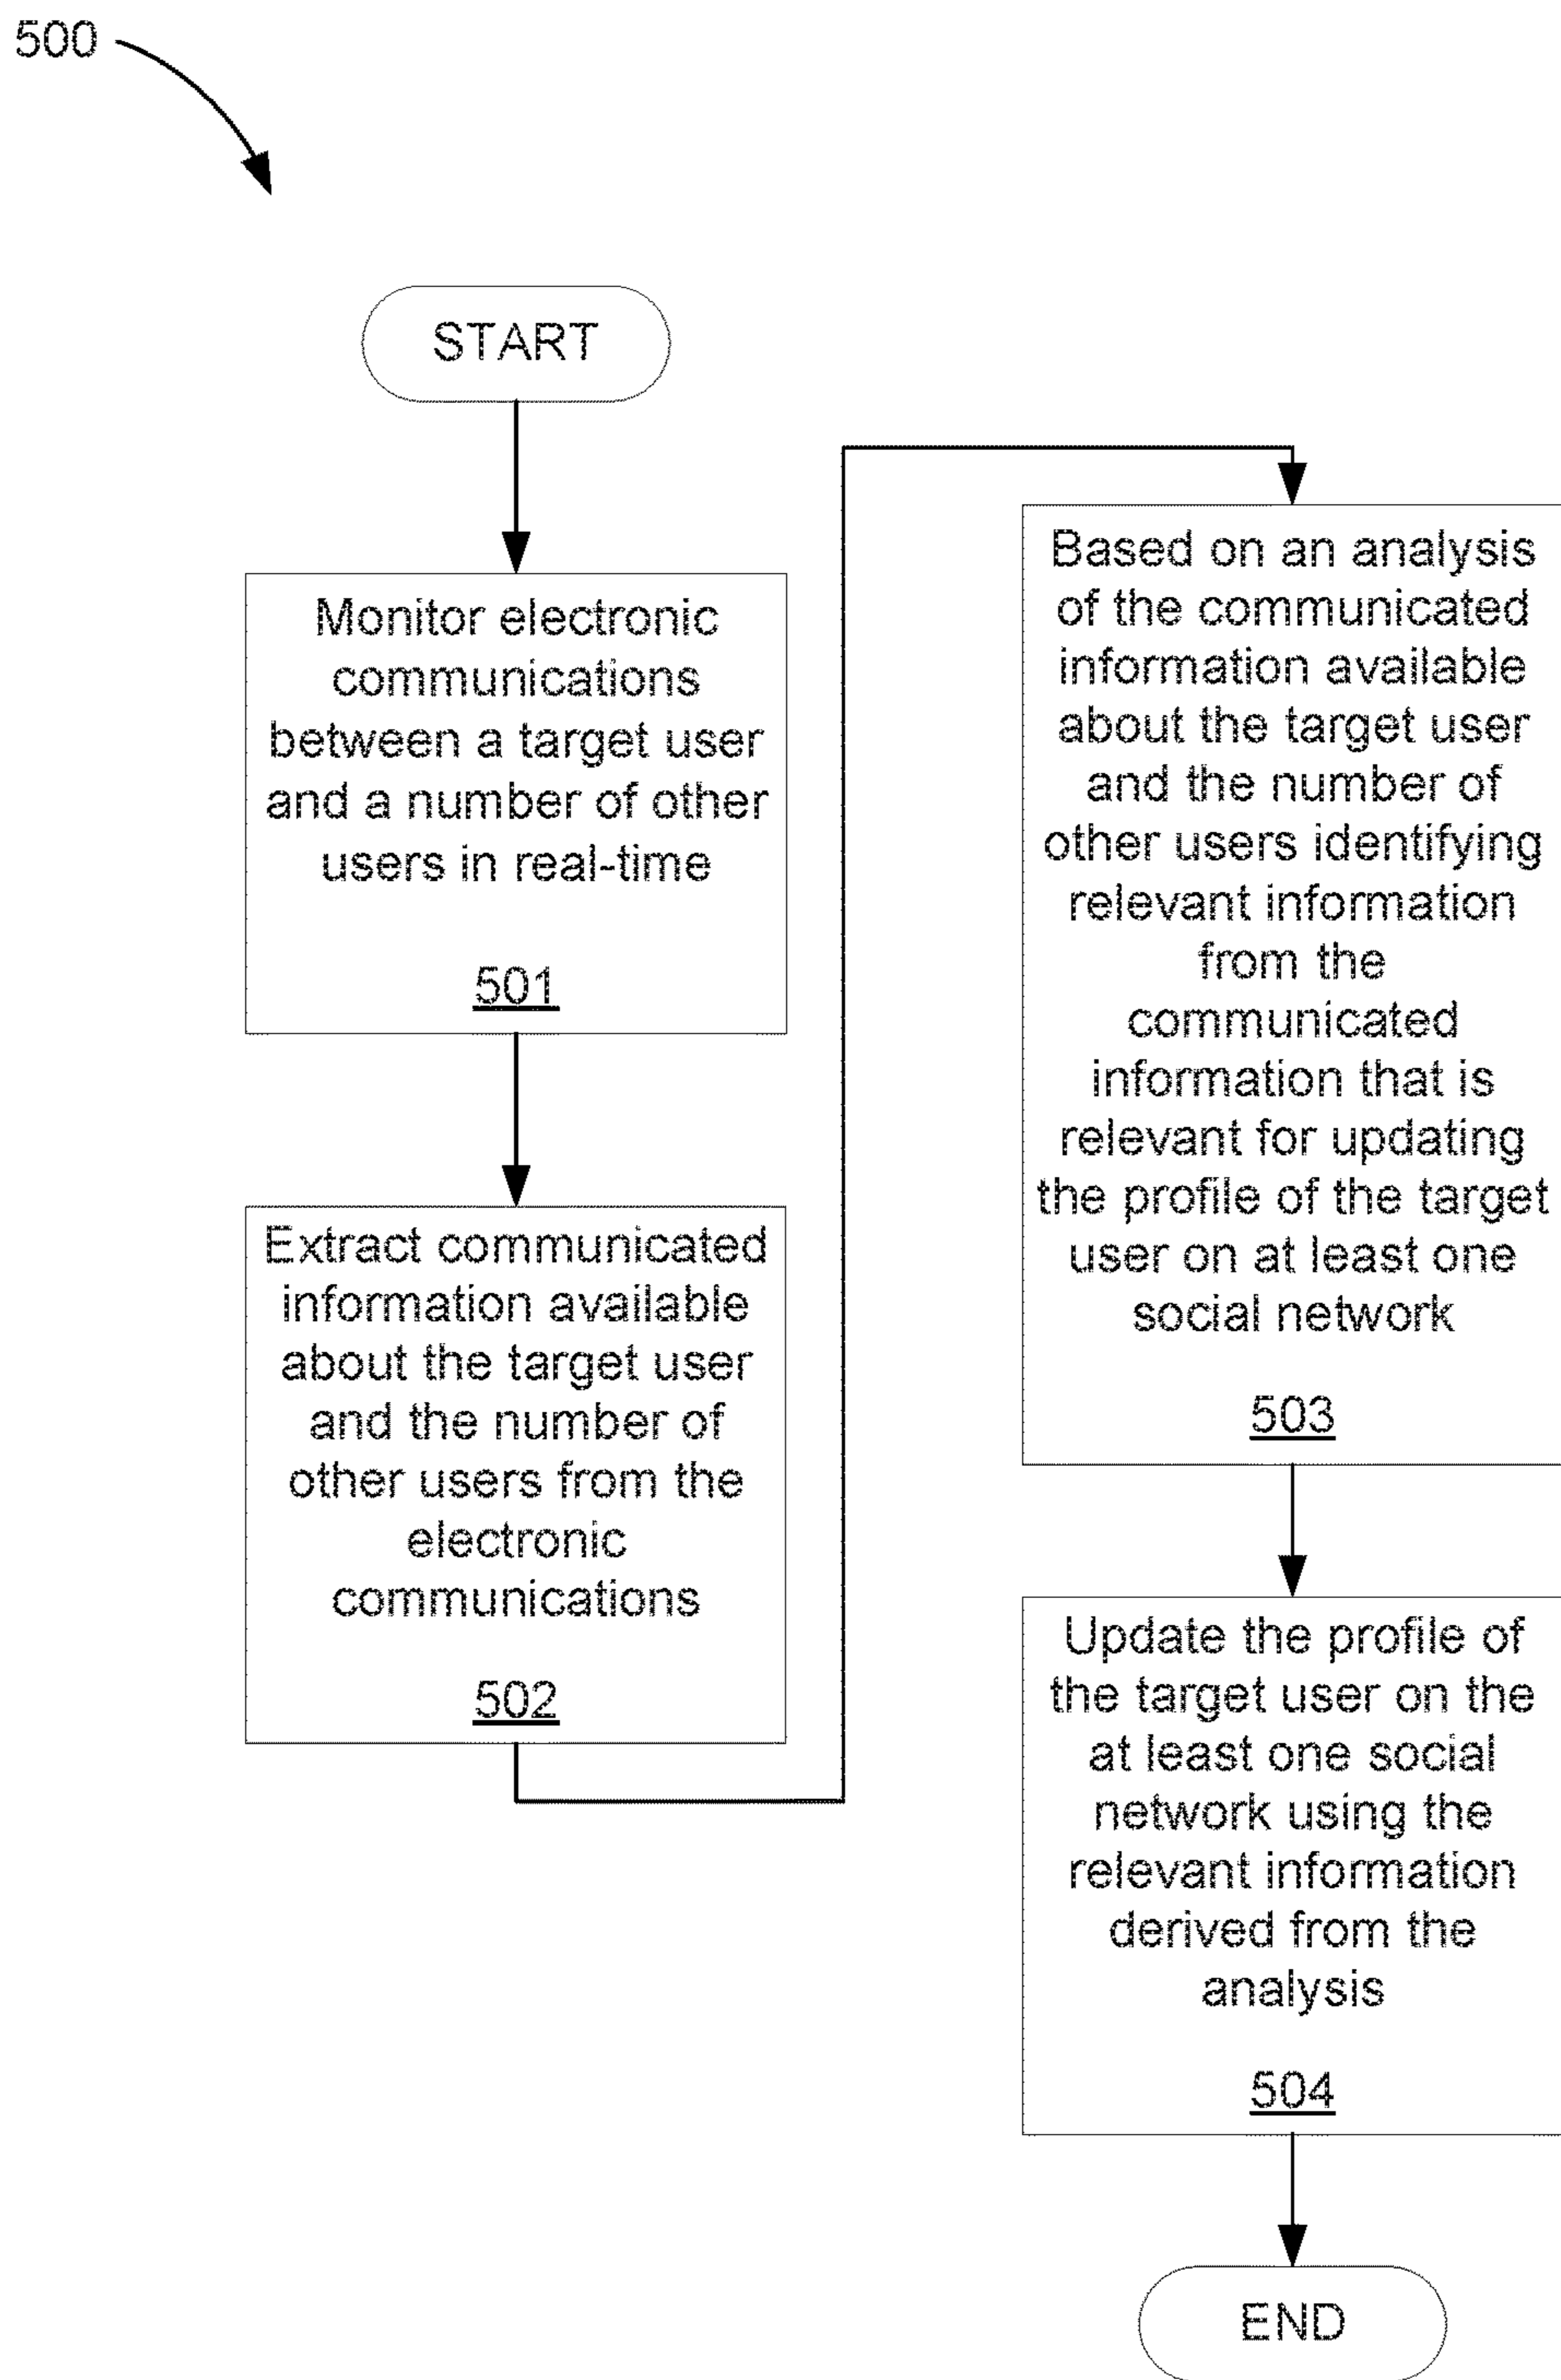 500
START
Monitor electronic
communications
between a target user
and a number of other
users in real-time
501
Extract communicated
information available
about the target user
and the number of
other users from the
electronic
communications
502
Based on an analysis
of the communicated
information available
about the target user
and the number of
other users identifying
relevant information
from the
communicated
information that is
relevant for updating
the profile of the target
user on at least one
social network
503
Update the profile of
the target user on the
at least one social
network using the
relevant information
derived from the
analysis
504
END